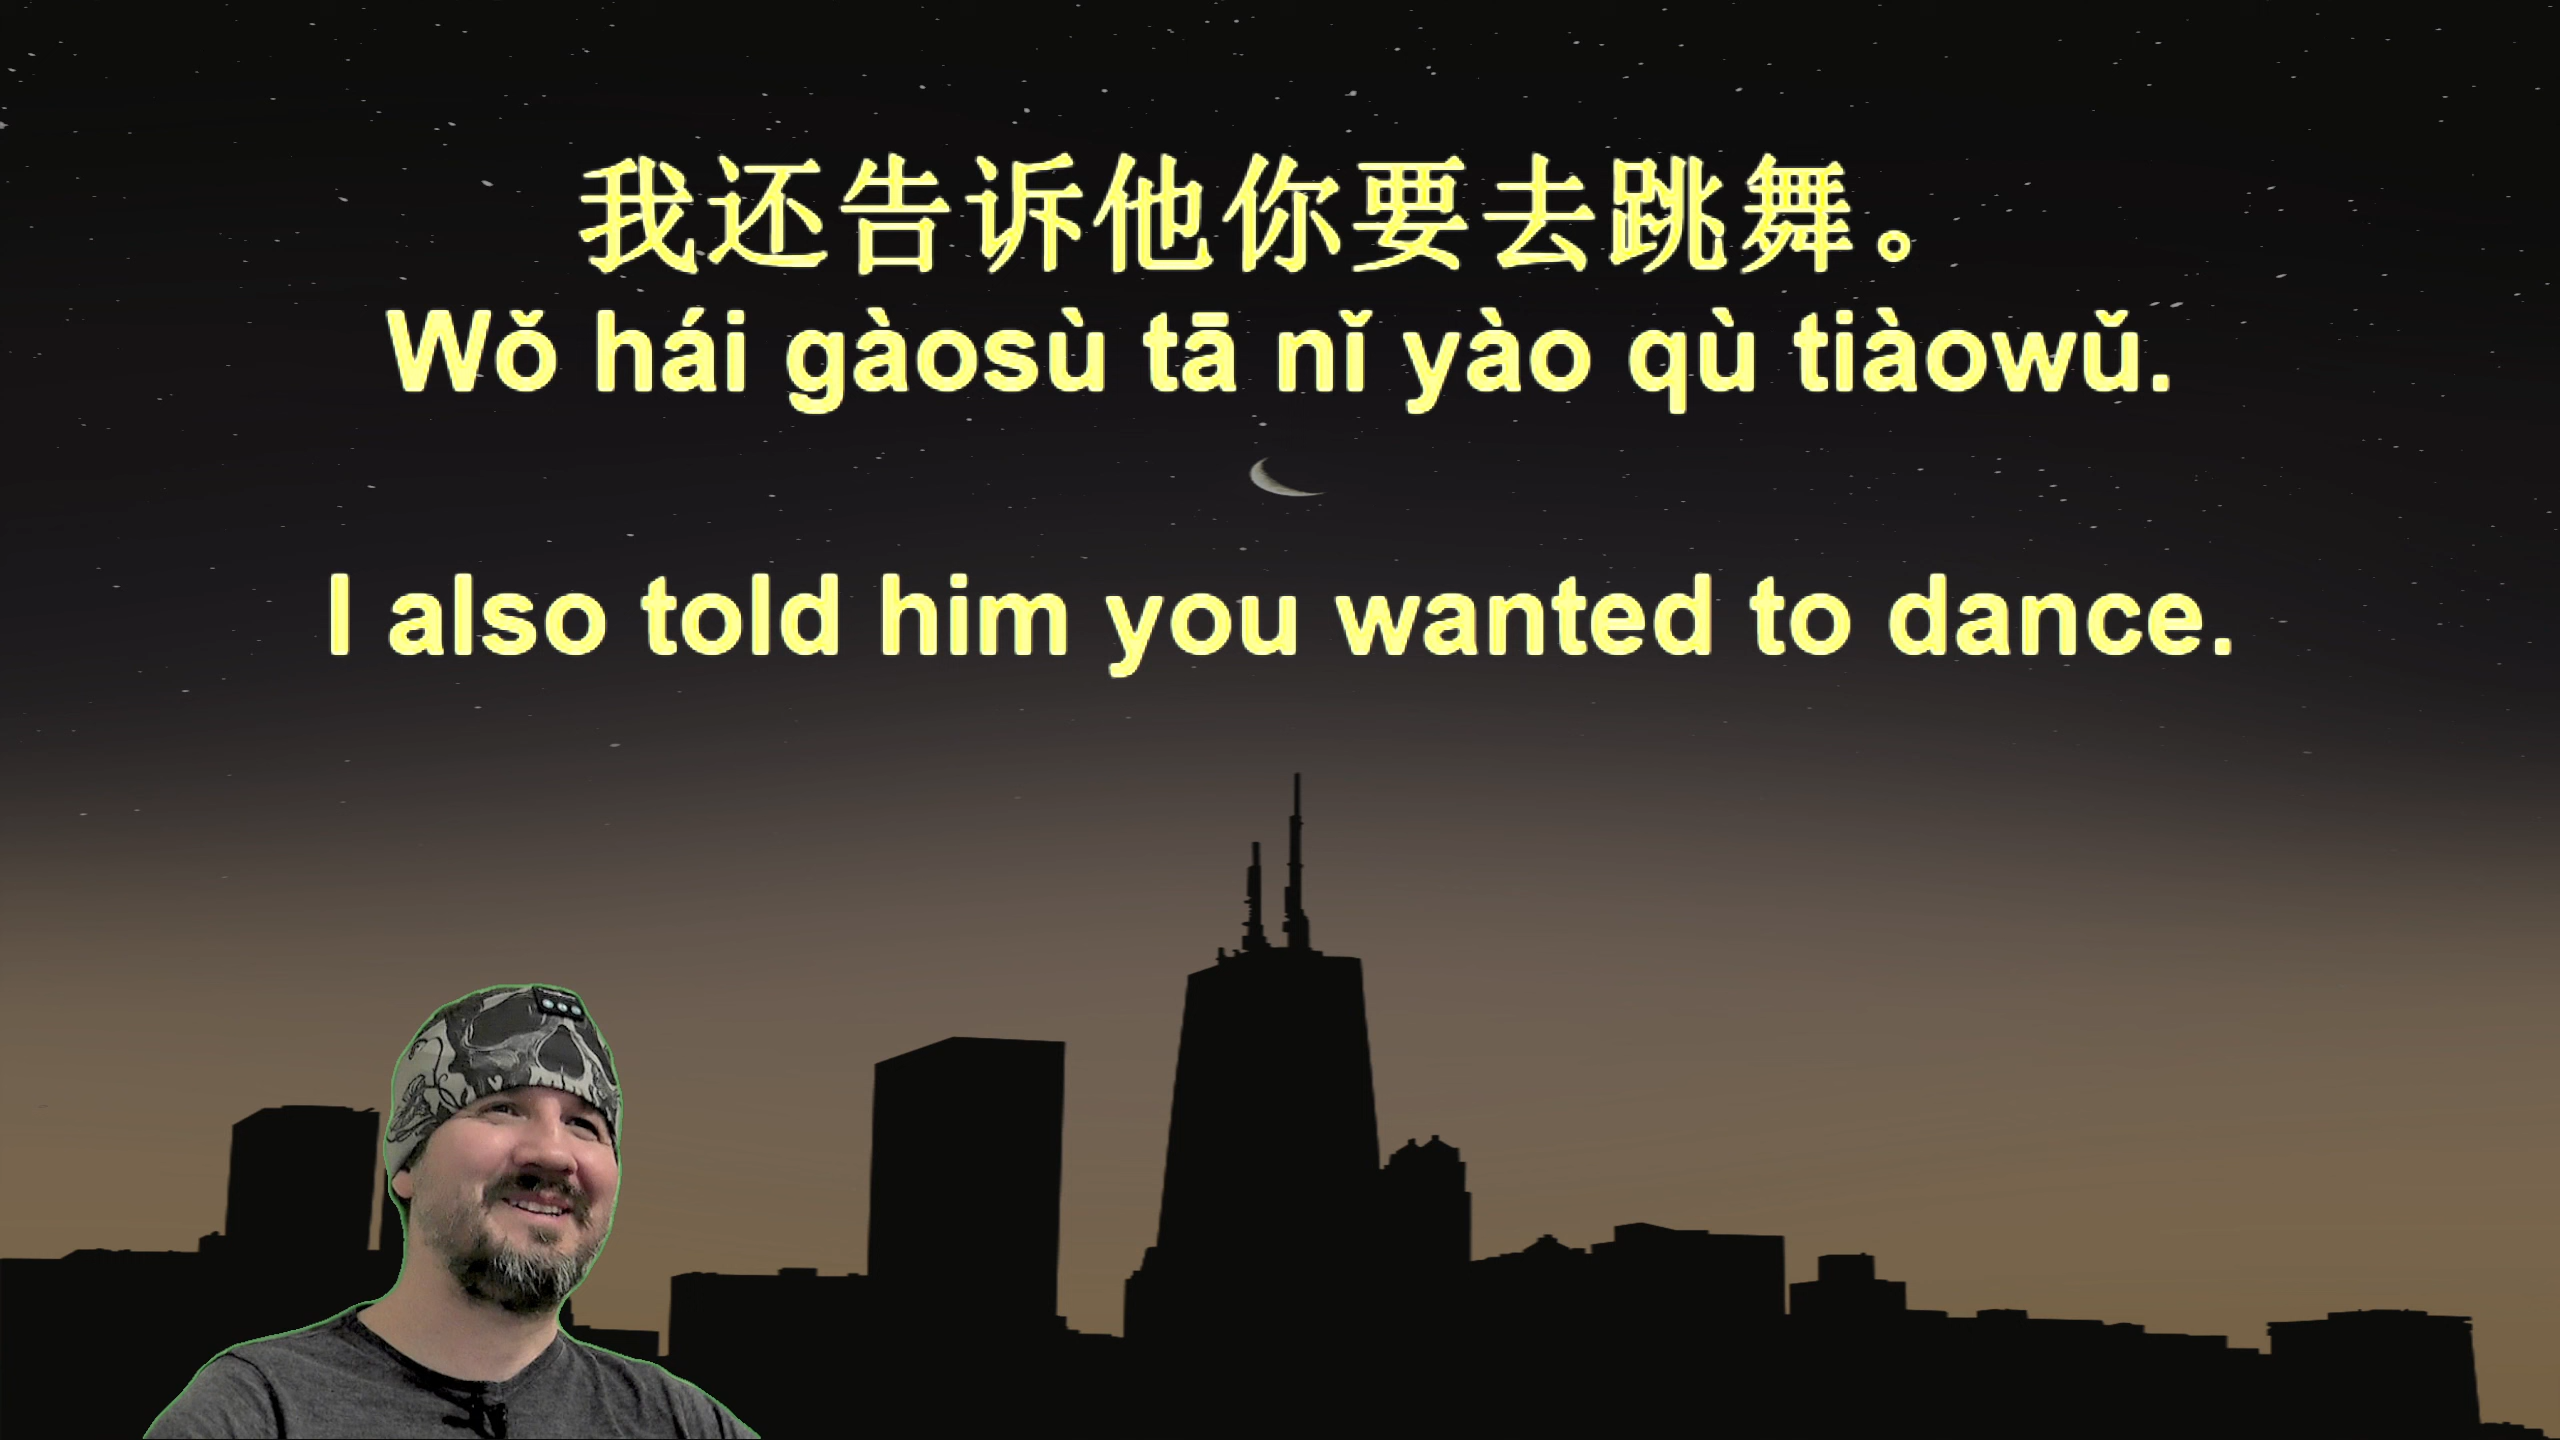 我还告诉他你要去跳舞。
Wǒ hái gàosù tā nǐ yào qù tiàowǔ.
I also told him you wanted to dance.